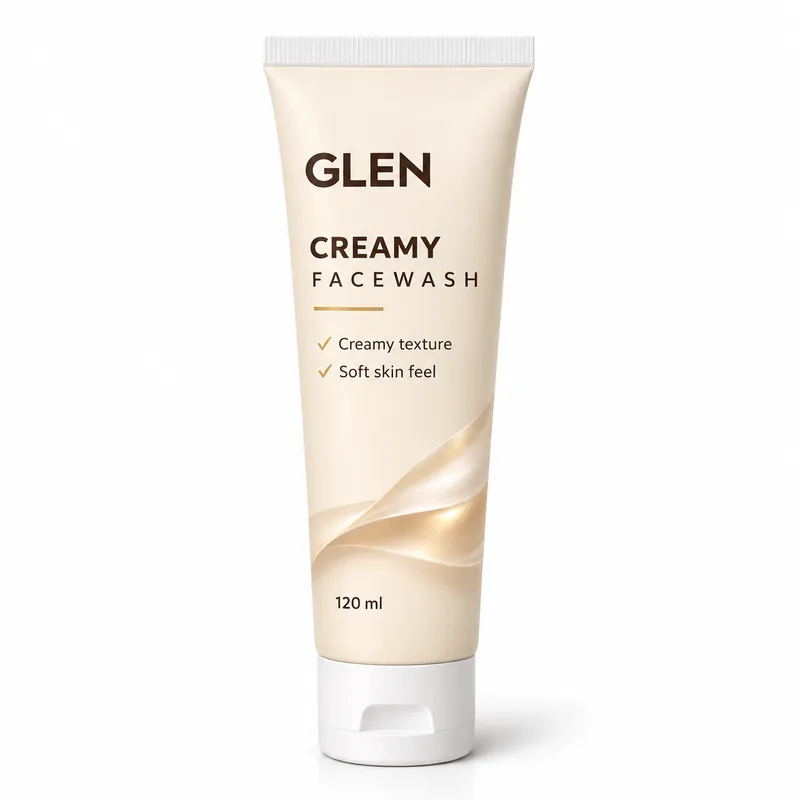 GLEN
CREAMY
FACEWASH
Creamy texture
Soft skin feel
120 ml